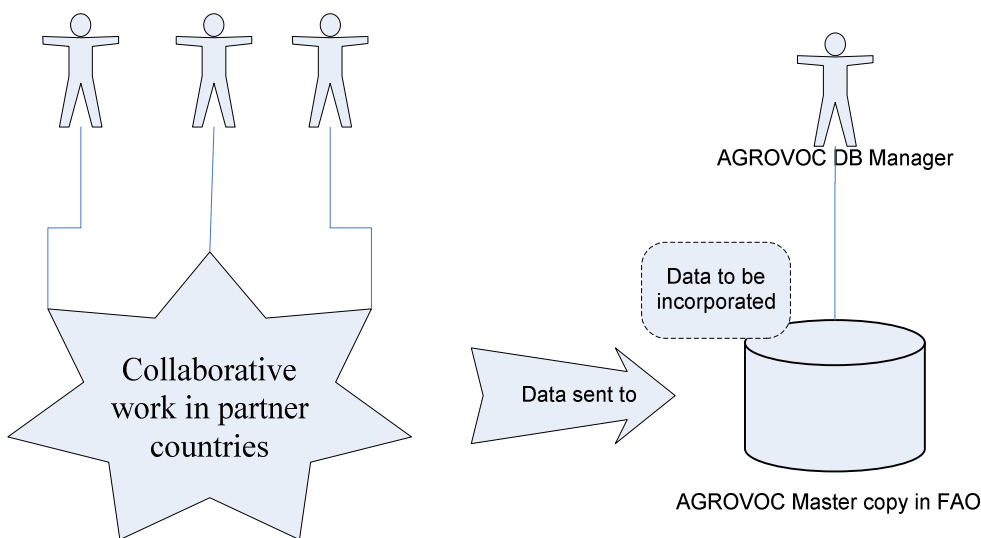 AGROVOC DB Manager
Data to be
incorporated
Collaborative
work in partner
countries
Data sent to
AGROVOC Master copy in FAO